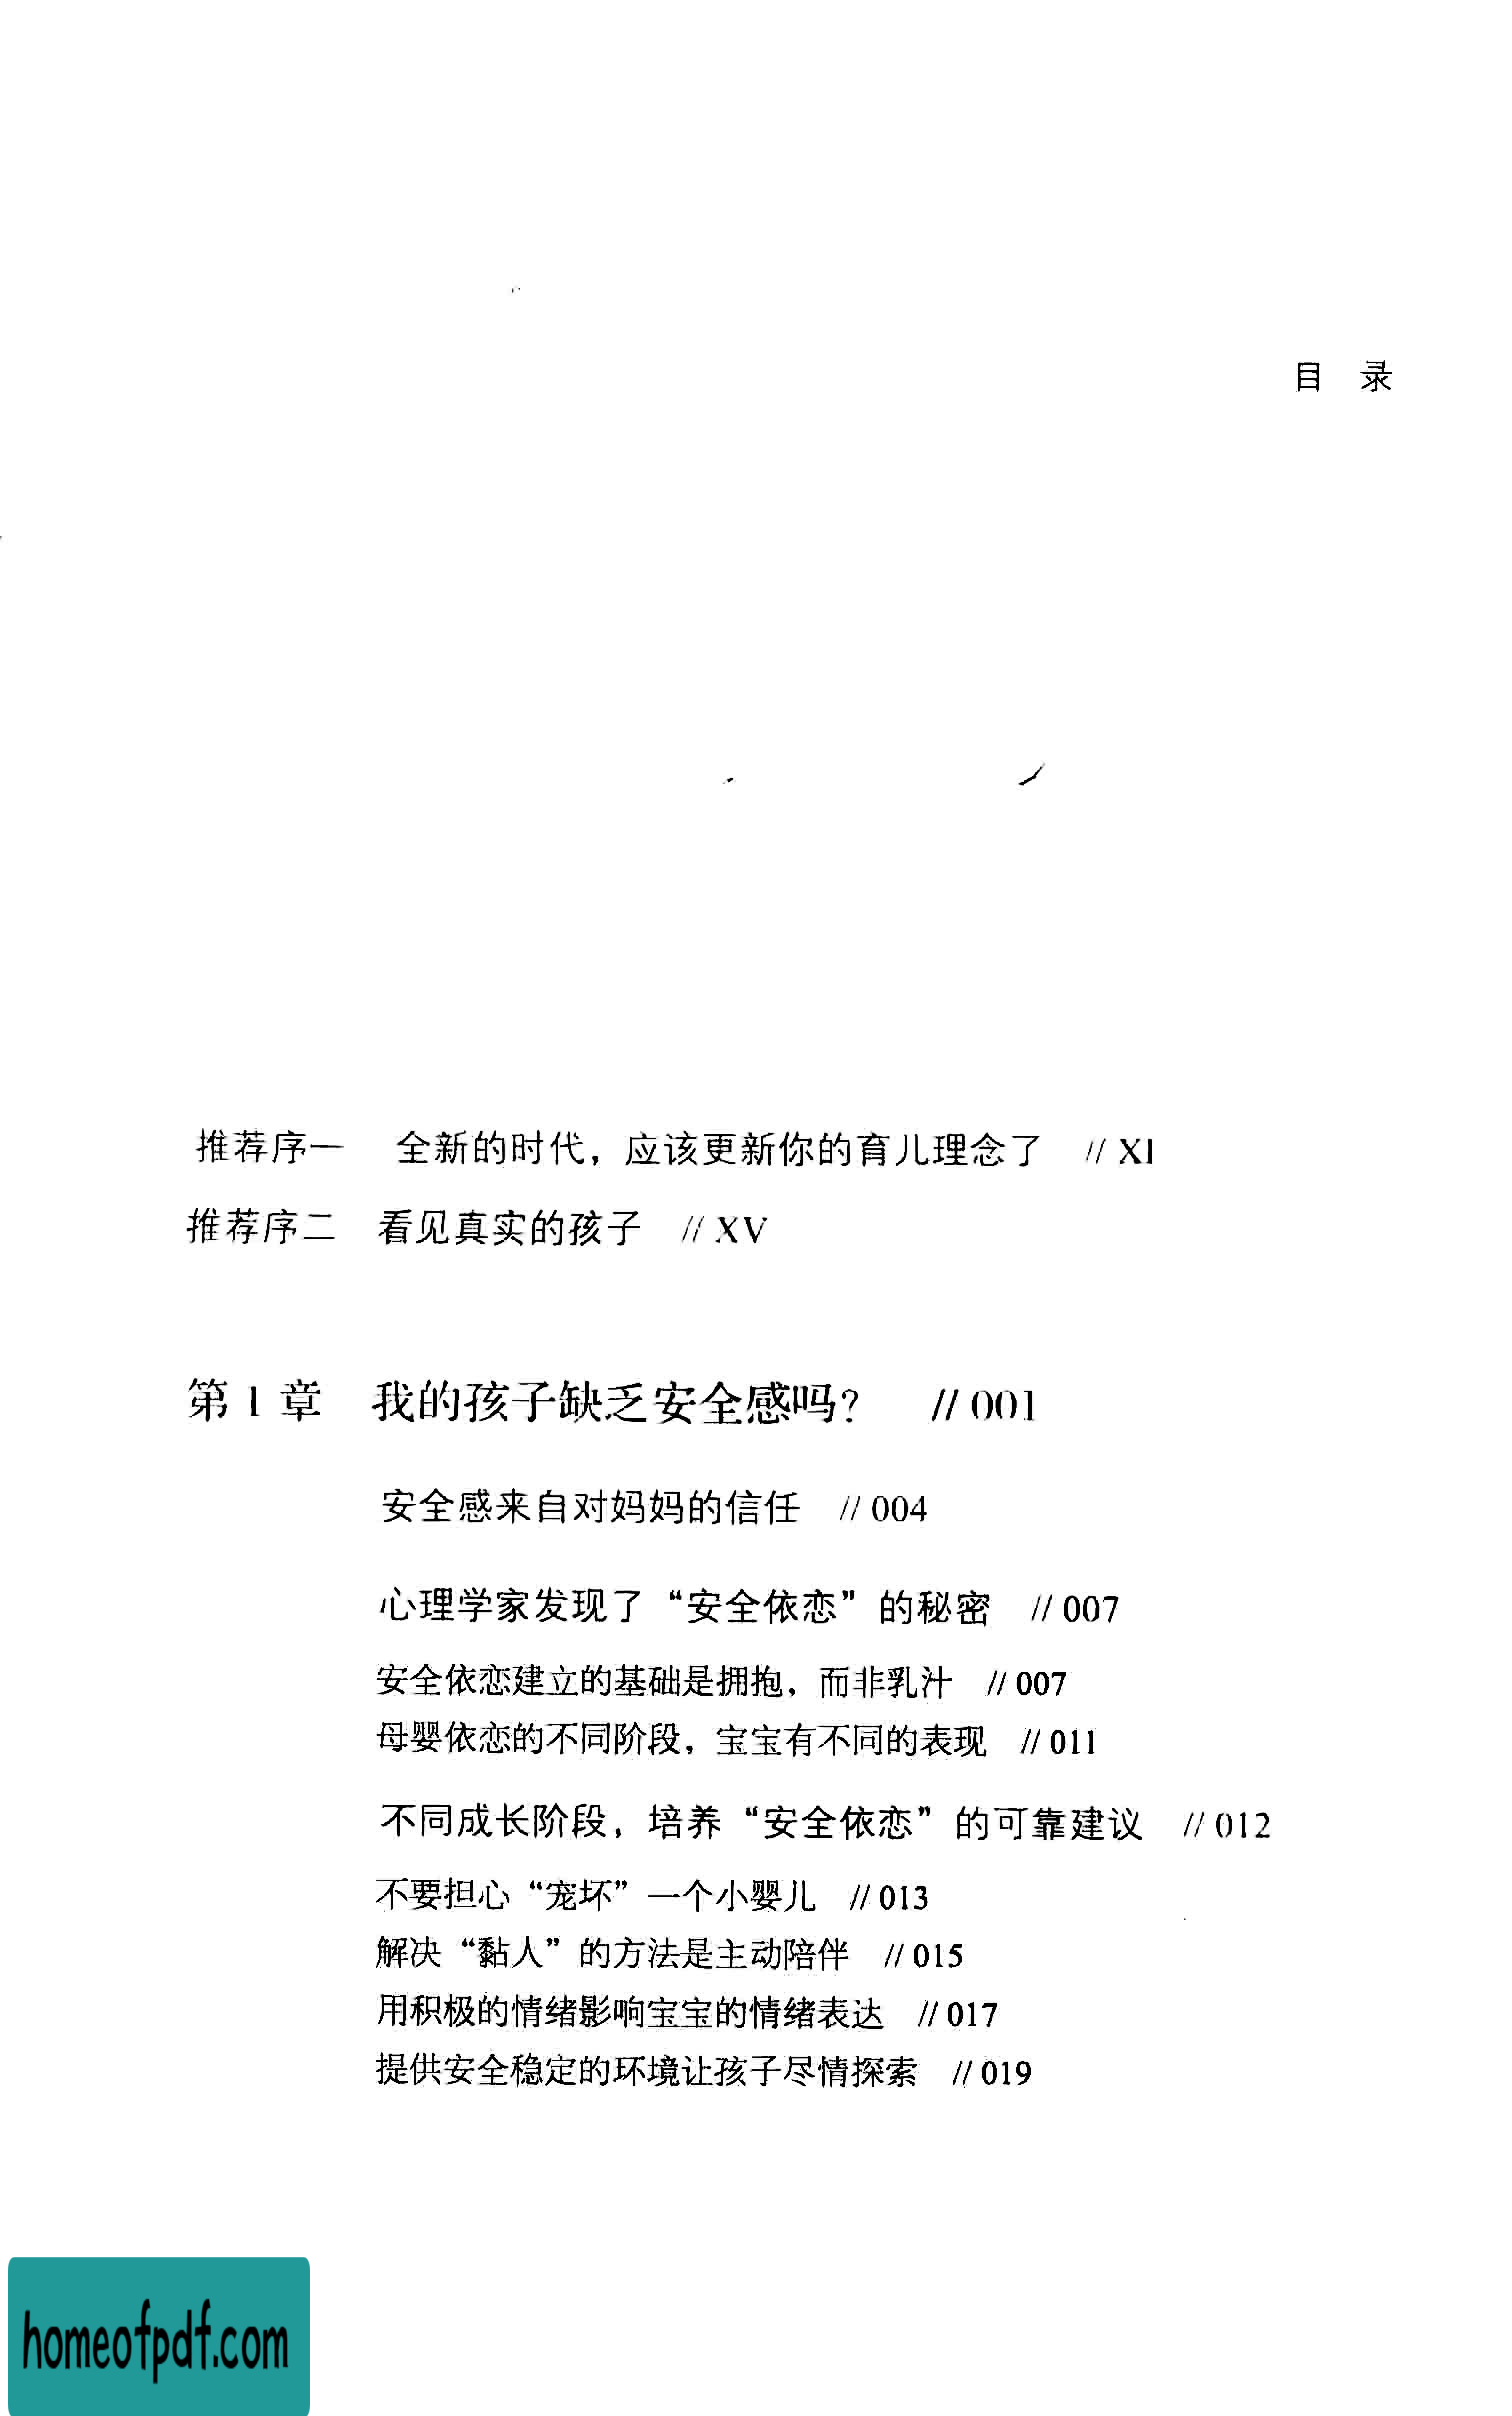 目 录
推荐序一 全新的时代，应该更新你的育儿理念了 // XI
推荐序二 看见真实的孩子 // XV
第 1 章 我的孩子缺乏安全感吗？ // 001
安全感来自对妈妈的信任 // 004
心理学家发现了“安全依恋”的秘密 // 007
安全依恋建立的基础是拥抱，而非乳汁 // 007
母婴依恋的不同阶段，宝宝有不同的表现 // 011
不同成长阶段，培养“安全依恋”的可靠建议 // 012
不要担心“宠坏”一个小婴儿 // 013
解决“黏人”的方法是主动陪伴 // 015
用积极的情绪影响宝宝的情绪表达 // 017
提供安全稳定的环境让孩子尽情探索 // 019
homeofpdf.com